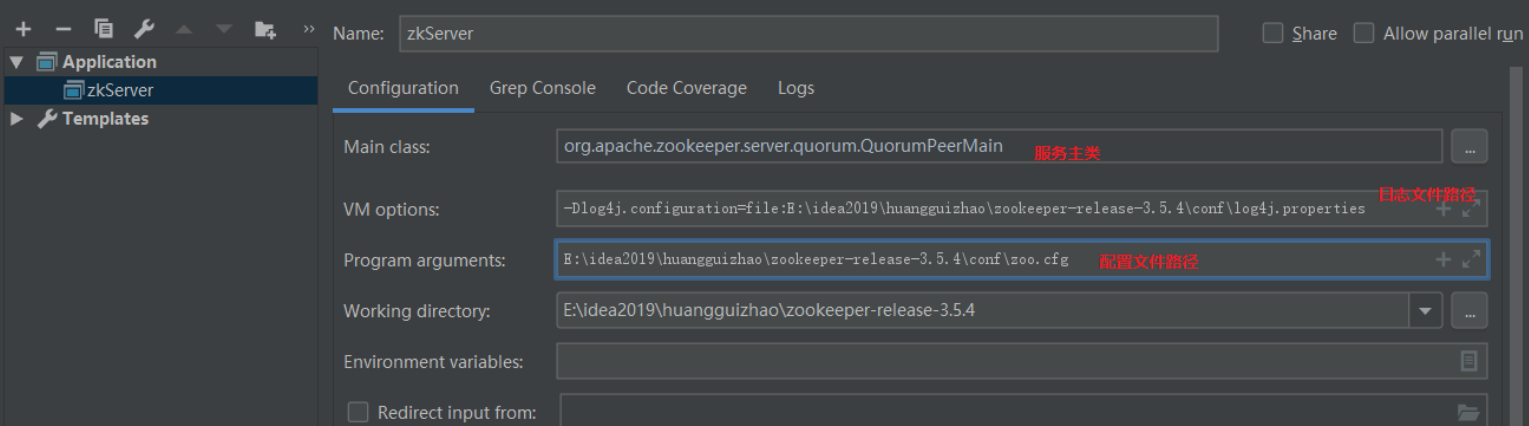 Name: zkServer Share Allow parallel run
Application
zkServer
Templates
Configuration Grep Console Code Coverage Logs
Main class: org.apache.zookeeper.server.quorum.QuorumPeerMain 服务主类 ...
日志文件路径
VM options: -Dlog4j.configuration=file:E:\idea2019\huangguizhao\zookeeper-release-3.5.4\conf\log4j.properties
Program arguments: E:\idea2019\huangguizhao\zookeeper-release-3.5.4\conf\zoo.cfg 配置文件路径
Working directory: E:\idea2019\huangguizhao\zookeeper-release-3.5.4 ...
Environment variables:
Redirect input from: